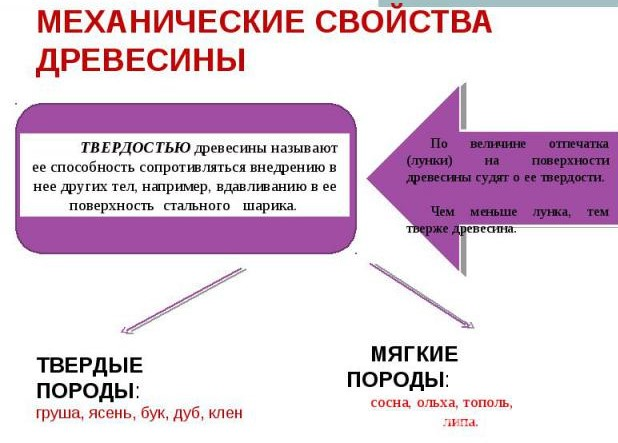 МЕХАНИЧЕСКИЕ СВОЙСТВА
ДРЕВЕСИНЫ
ТВЕРДОСТЬЮ древесины называют
ее способность сопротивляться внедрению в
нее других тел, например, вдавливанию в ее
поверхность стального шарика.
По величине отпечатка
(лунки) на поверхности
древесины судят о ее твердости.
Чем меньше лунка, тем
тверже древесина.
ТВЕРДЫЕ
ПОРОДЫ:
груша, ясень, бук, дуб, клен
МЯГКИЕ
ПОРОДЫ:
сосна, ольха, тополь,
липа.